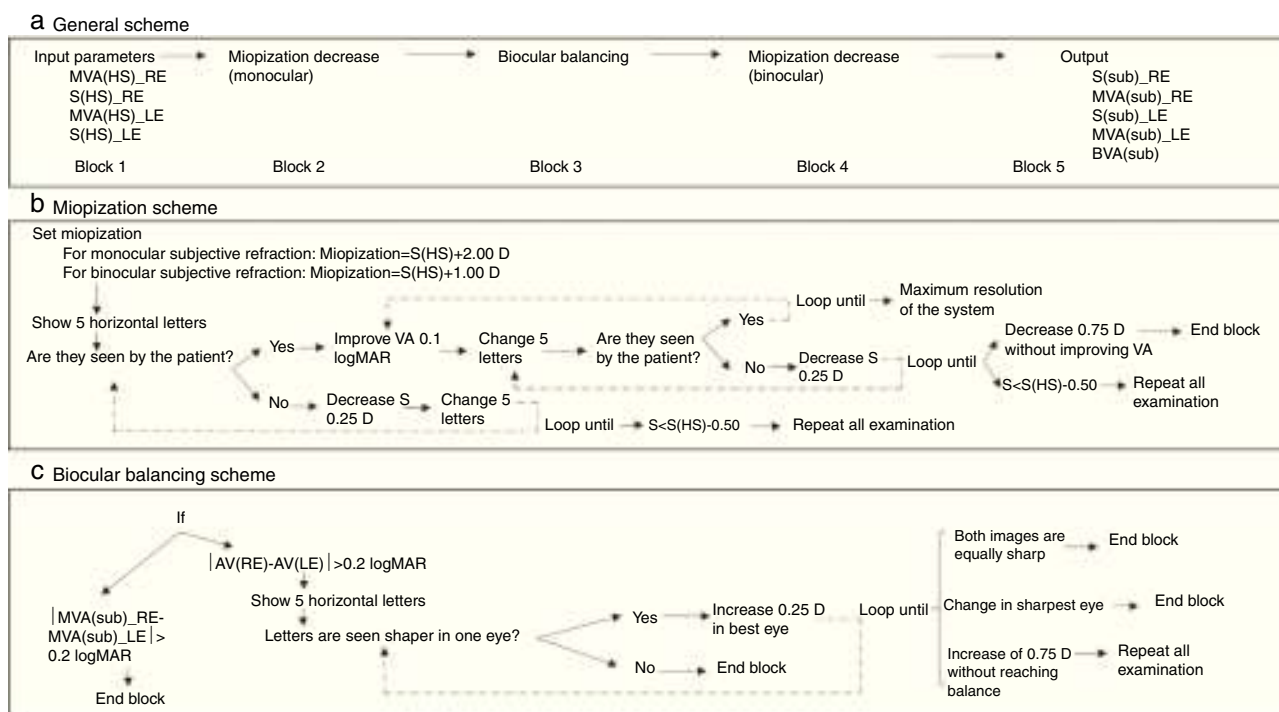 a General scheme
Input parameters
MVA(HS)_RE
S(HS)_RE
MVA(HS)_LE
S(HS)_LE
Block 1
Miopization decrease
(monocular)
Block 2
Biocular balancing
Block 3
Miopization decrease
(binocular)
Block 4
Output
S(sub)_RE
MVA(sub)_RE
S(sub)_LE
MVA(sub)_LE
BVA(sub)
Block 5
b Miopization scheme
Set miopization
For monocular subjective refraction: Miopization=S(HS)+2.00 D
For binocular subjective refraction: Miopization=S(HS)+1.00 D
Show 5 horizontal letters
Are they seen by the patient?
Yes
Improve VA 0.1
logMAR
Change 5
letters
Are they seen
by the patient?
Yes
Loop until
Maximum resolution
of the system
No
Decrease S
0.25 D
Loop until
Decrease 0.75 D
without improving VA
End block
S<S(HS)-0.50
Repeat all
examination
No
Decrease S
0.25 D
Change 5
letters
Loop until
S<S(HS)-0.50
Repeat all examination
c Biocular balancing scheme
If
|MVA(sub)_RE-
MVA(sub)_LE|>
0.2 logMAR
End block
|AV(RE)-AV(LE)|>0.2 logMAR
Show 5 horizontal letters
Letters are seen shaper in one eye?
Yes
Increase 0.25 D
in best eye
No
End block
Loop until
Both images are
equally sharp
End block
Change in sharpest eye
End block
Increase of 0.75 D
without reaching
balance
Repeat all
examination